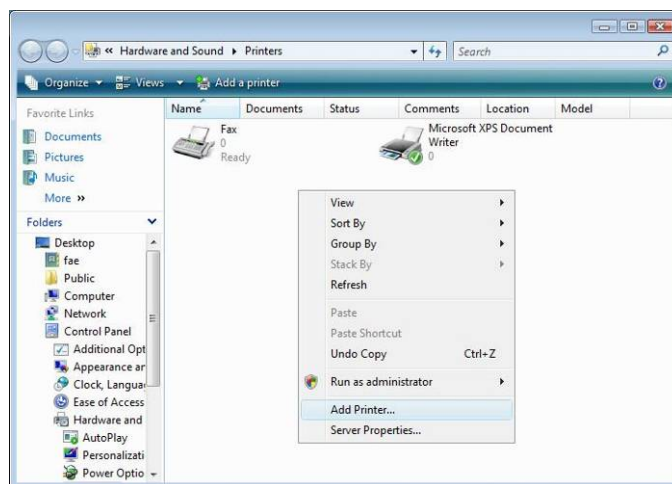 « Hardware and Sound Printers
Search
Organize Views Add a printer
Favorite Links
Documents
Pictures
Music
More »
Folders
Desktop
fae
Public
Computer
Network
Control Panel
Additional Opt
Appearance ar
Clock, Langua
Ease of Access
Hardware and
AutoPlay
Personalizati
Power Optio
Name Documents Status Comments Location Model
Fax
0
Ready
Microsoft XPS Document
Writer
0
View
Sort By
Group By
Stack By
Refresh
Paste
Paste Shortcut
Undo Copy Ctrl+Z
Run as administrator
Add Printer...
Server Properties...